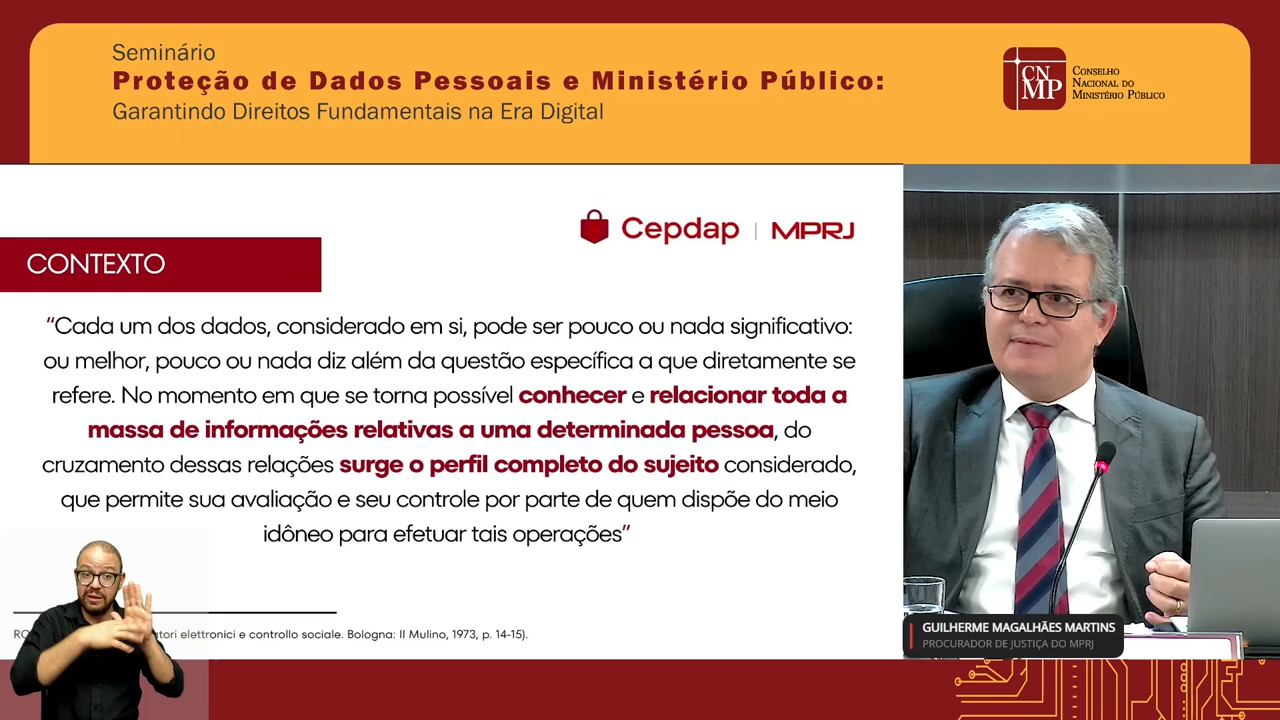 Seminário
Proteção de Dados Pessoais e Ministério Público:
Garantindo Direitos Fundamentais na Era Digital
CN
MP
CONSELHO
NACIONAL DO
MINISTÉRIO PÚBLICO
Cepdap | MPRJ
CONTEXTO
“Cada um dos dados, considerado em si, pode ser pouco ou nada significativo:
ou melhor, pouco ou nada diz além da questão específica a que diretamente se
refere. No momento em que se torna possível conhecer e relacionar toda a
massa de informações relativas a uma determinada pessoa, do
cruzamento dessas relações surge o perfil completo do sujeito considerado,
que permite sua avaliação e seu controle por parte de quem dispõe do meio
idôneo para efetuar tais operações”
elettronici e controllo sociale. Bologna: Il Mulino, 1973, p. 14-15).
GUILHERME MAGALHÃES MARTINS
PROCURADOR DE JUSTIÇA DO MPRJ